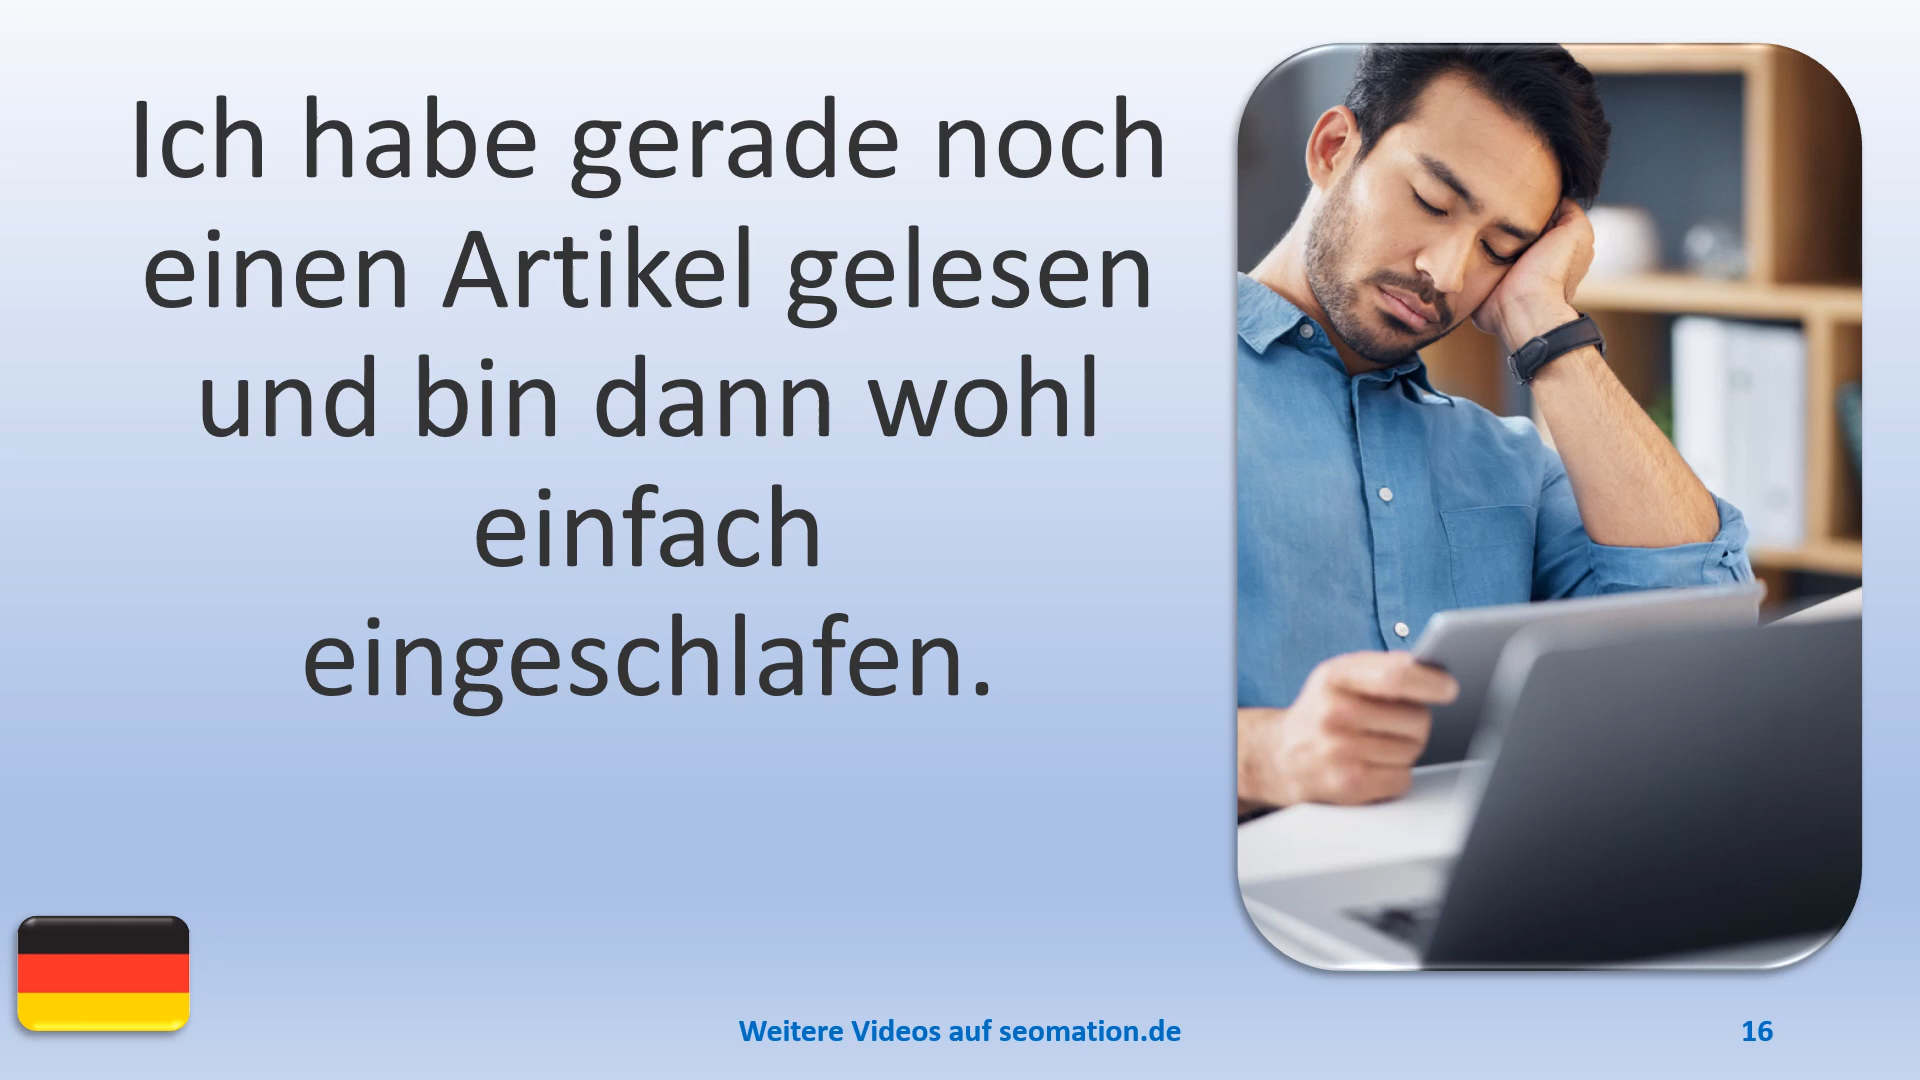 Ich habe gerade noch
einen Artikel gelesen
und bin dann wohl
einfach
eingeschlafen.
Weitere Videos auf seomation.de
16